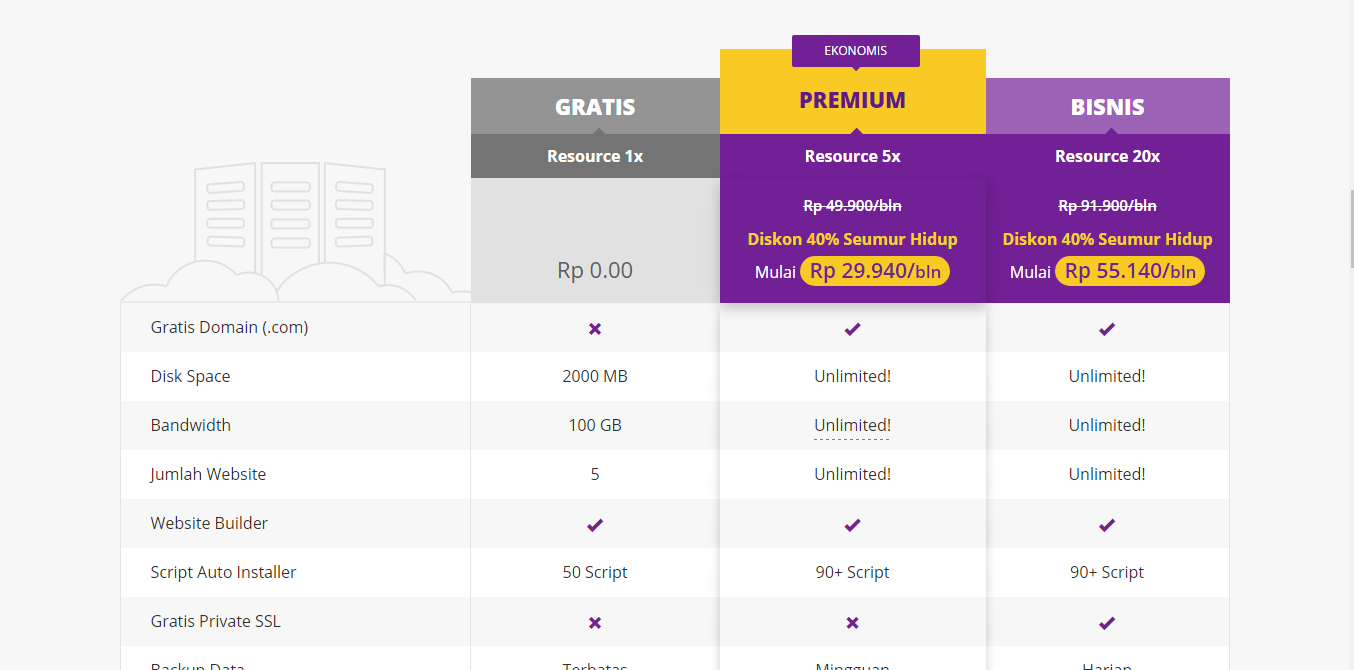 EKONOMIS
GRATIS PREMIUM BISNIS
Resource 1x Resource 5x Resource 20x
Rp 49.900/bln Rp 91.900/bln
Diskon 40% Seumur Hidup Diskon 40% Seumur Hidup
Rp 0.00 Mulai Rp 29.940/bln Mulai Rp 55.140/bln
Gratis Domain (.com)
Disk Space 2000 MB Unlimited! Unlimited!
Bandwidth 100 GB Unlimited! Unlimited!
Jumlah Website 5 Unlimited! Unlimited!
Website Builder
Script Auto Installer 50 Script 90+ Script 90+ Script
Gratis Private SSL
Backup Data Terbatas Mingguan Harian